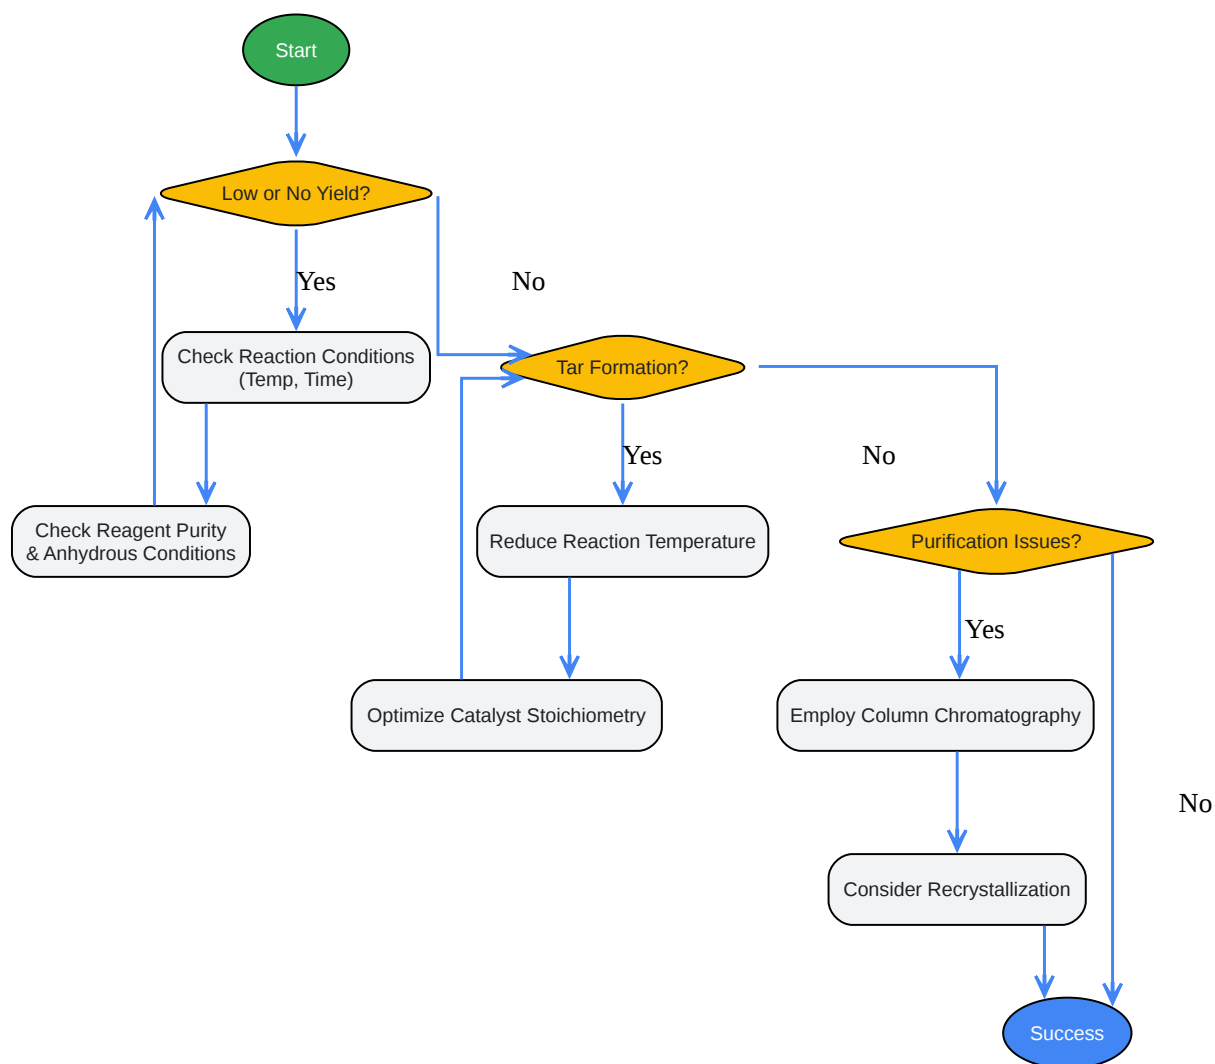 Start
Low or No Yield?
Yes
No
Check Reaction Conditions
(Temp, Time)
Tar Formation?
Yes
No
Check Reagent Purity
& Anhydrous Conditions
Reduce Reaction Temperature
Purification Issues?
Yes
Optimize Catalyst Stoichiometry
Employ Column Chromatography
No
Consider Recrystallization
Success